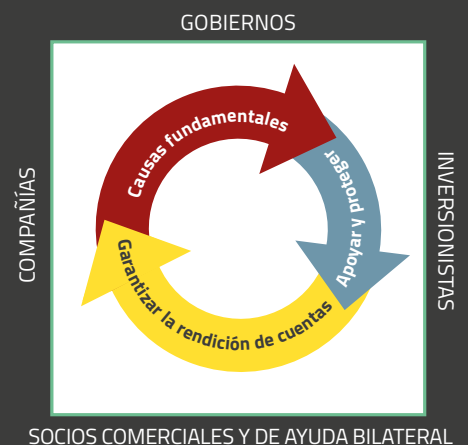 GOBIERNOS
COMPAÑÍAS
Causas fundamentales
Apoyar y proteger
Garantizar la rendición de cuentas
INVERSIONISTAS
SOCIOS COMERCIALES Y DE AYUDA BILATERAL